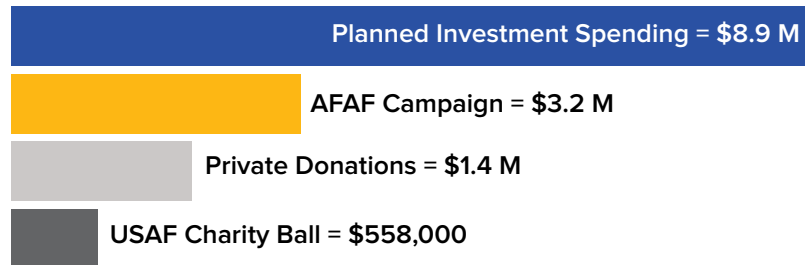 Planned Investment Spending = $8.9 M
AFAF Campaign = $3.2 M
Private Donations = $1.4 M
USAF Charity Ball = $558,000